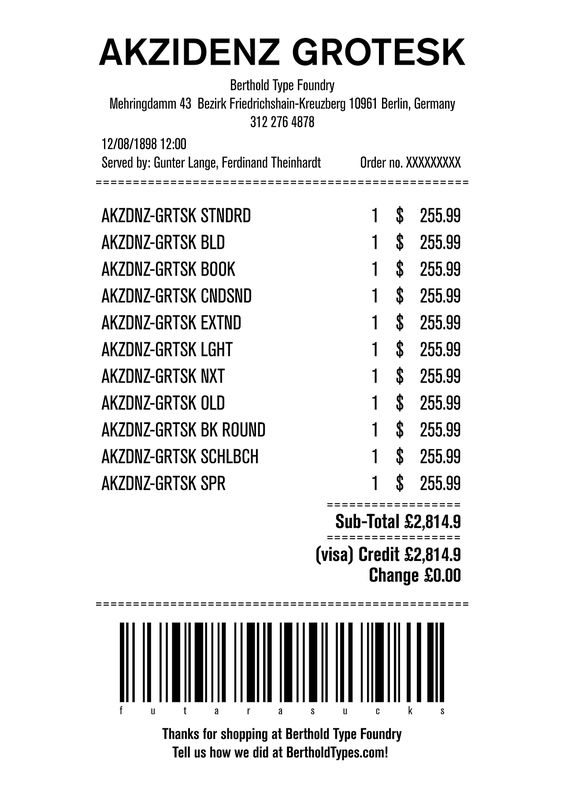 AKZIDENZ GROTESK
Berthold Type Foundry
Mehringdamm 43 Bezirk Friedrichshain-Kreuzberg 10961 Berlin, Germany
312 276 4878
12/08/1898 12:00
Served by: Gunter Lange, Ferdinand Theinhardt Order no. XXXXXXXXX
AKZDNZ-GRTSK STNDRD 1 $ 255.99
AKZDNZ-GRTSK BLD 1 $ 255.99
AKZDNZ-GRTSK BOOK 1 $ 255.99
AKZDNZ-GRTSK CNDSND 1 $ 255.99
AKZDNZ-GRTSK EXTND 1 $ 255.99
AKZDNZ-GRTSK LGHT 1 $ 255.99
AKZDNZ-GRTSK NXT 1 $ 255.99
AKZDNZ-GRTSK OLD 1 $ 255.99
AKZDNZ-GRTSK BK ROUND 1 $ 255.99
AKZDNZ-GRTSK SCHLBCH 1 $ 255.99
AKZDNZ-GRTSK SPR 1 $ 255.99
Sub-Total £2,814.9
(visa) Credit £2,814.9
Change £0.00
f u t a r a s u c k s
Thanks for shopping at Berthold Type Foundry
Tell us how we did at BertholdTypes.com!